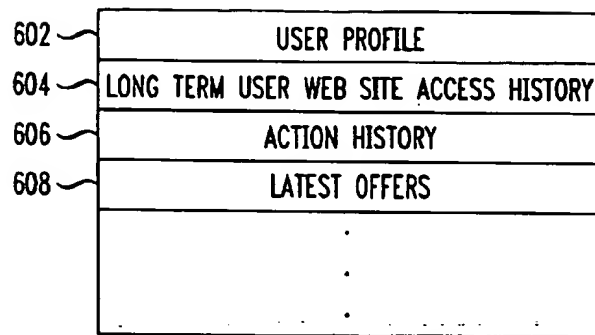 602 USER PROFILE
604 LONG TERM USER WEB SITE ACCESS HISTORY
606 ACTION HISTORY
608 LATEST OFFERS
.
.
.